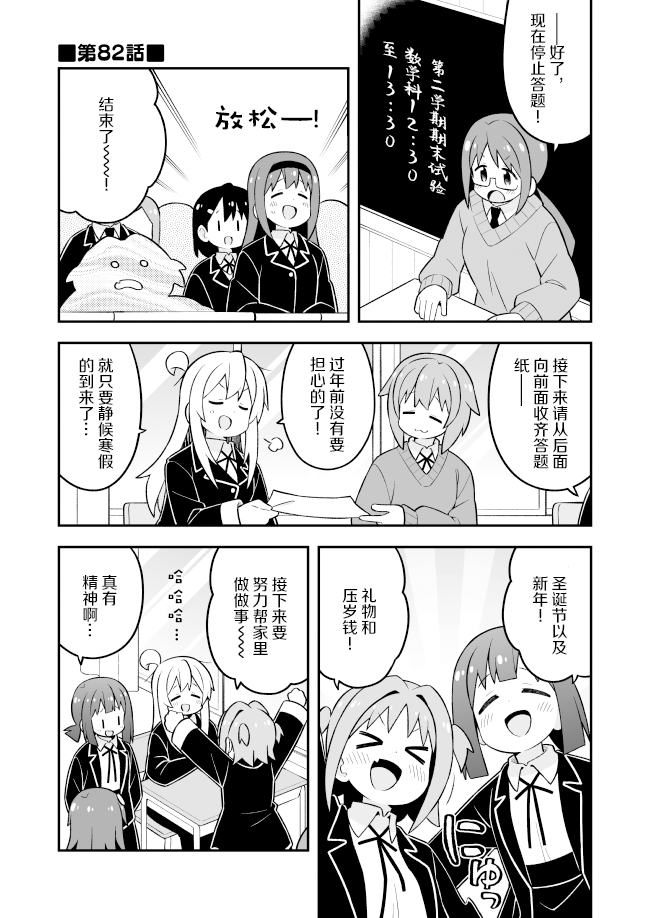 ■第82話■
——好了，
现在停止答题！
第二学期期末试验
数学科12:30
至13:30
放松——！
结束了～～～！
接下来请从后面
向前面收齐答题
纸——
过年前没有要
担心的了！
就只要静候寒假
的到来了…
圣诞节以及
新年！
礼物和
压岁钱！
にゅっ
接下来要
努力帮家里
做做事～～～
哈哈哈…
真有
精神啊…